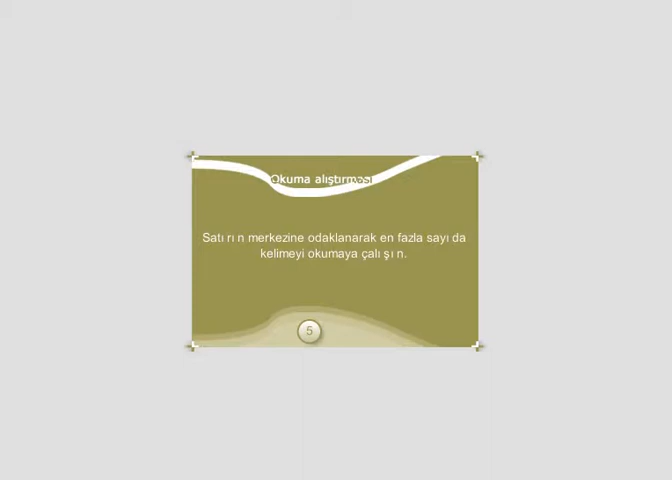 Okuma alıştırması
Satı rı n merkezine odaklanarak en fazla sayı da
kelimeyi okumaya çalı şı n.
5